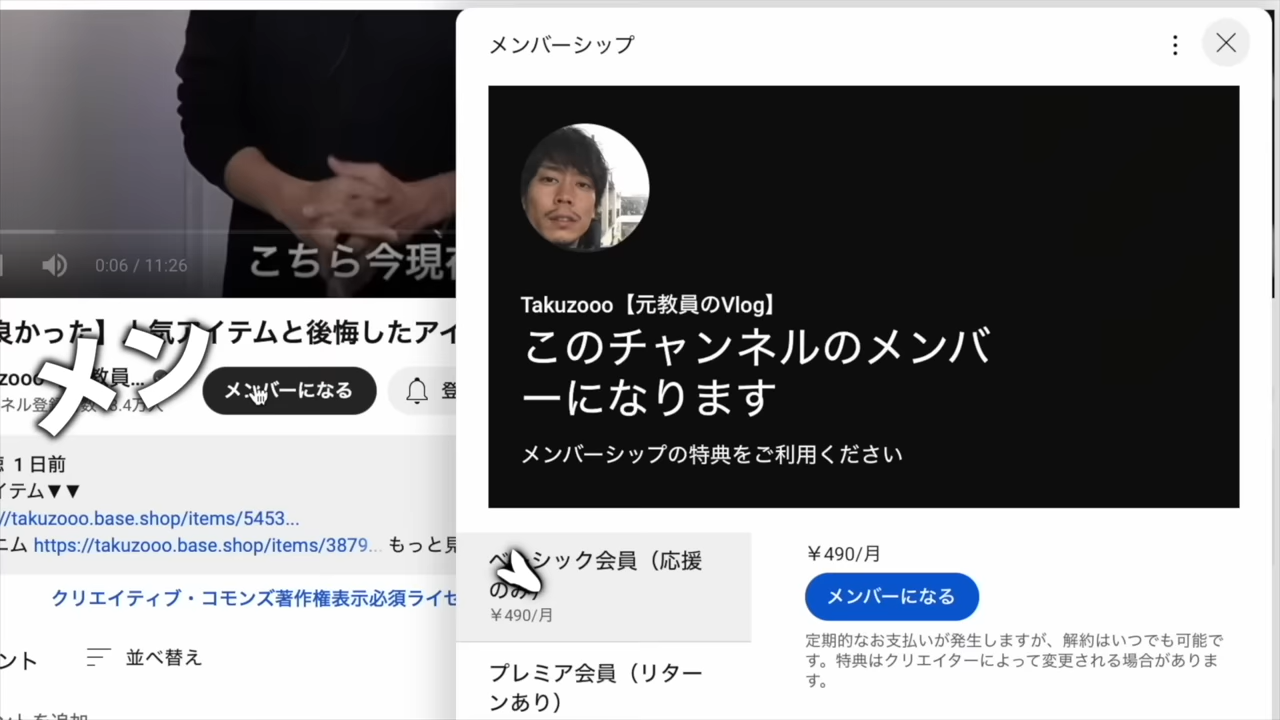 メンバーシップ
0:06 / 11:26
こちら今現
Takuzooo【元教員のVlog】
このチャンネルのメンバ
ーになります
メンバーシップの特典をご利用ください
良かった】人気アイテムと後悔したアイ
メン
メンバーになる
登
1日前
イテム▼▼
//takuzooo.base.shop/items/5453...
ニム https://takuzooo.base.shop/items/3879... もっと見
クリエイティブ・コモンズ著作権表示必須ライセ
ント
並べ替え
ベーシック会員（応援
のみ）
￥490/月
￥490/月
メンバーになる
定期的なお支払いが発生しますが、解約はいつでも可能で
す。特典はクリエイターによって変更される場合がありま
す。
プレミア会員（リター
ンあり）